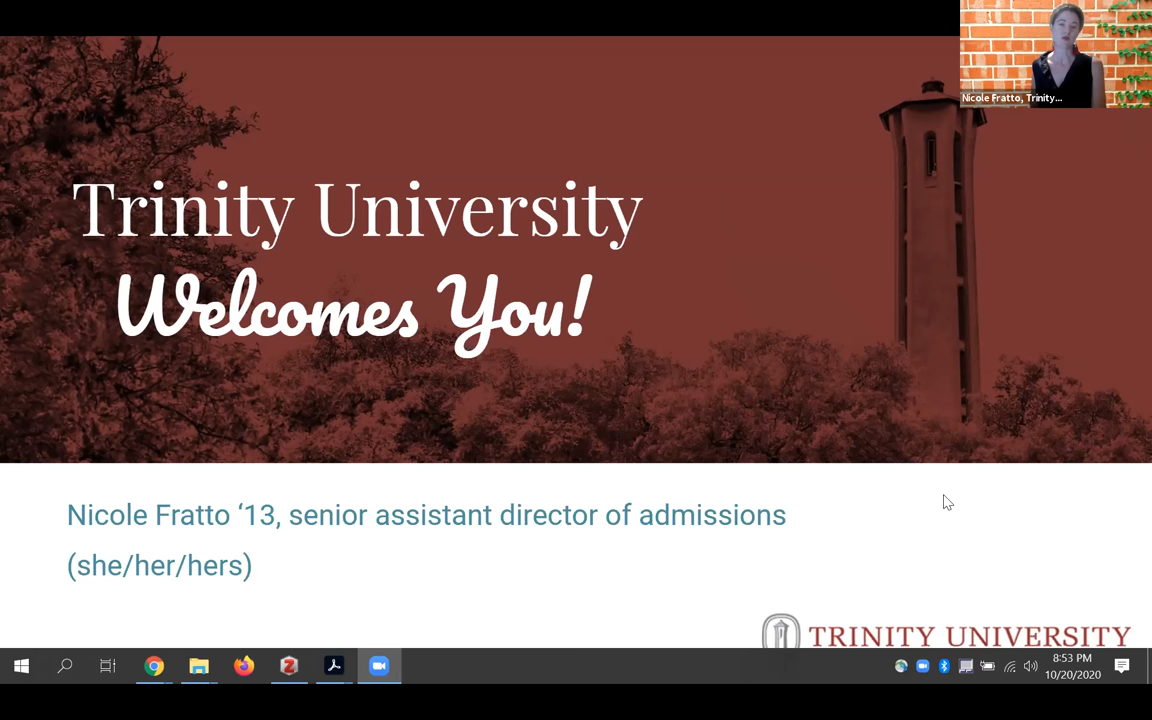 Nicole Fratto, Trinity...
Trinity University
Welcomes You!
Nicole Fratto ‘13, senior assistant director of admissions
(she/her/hers)
TRINITY UNIVERSITY
8:53 PM
10/20/2020